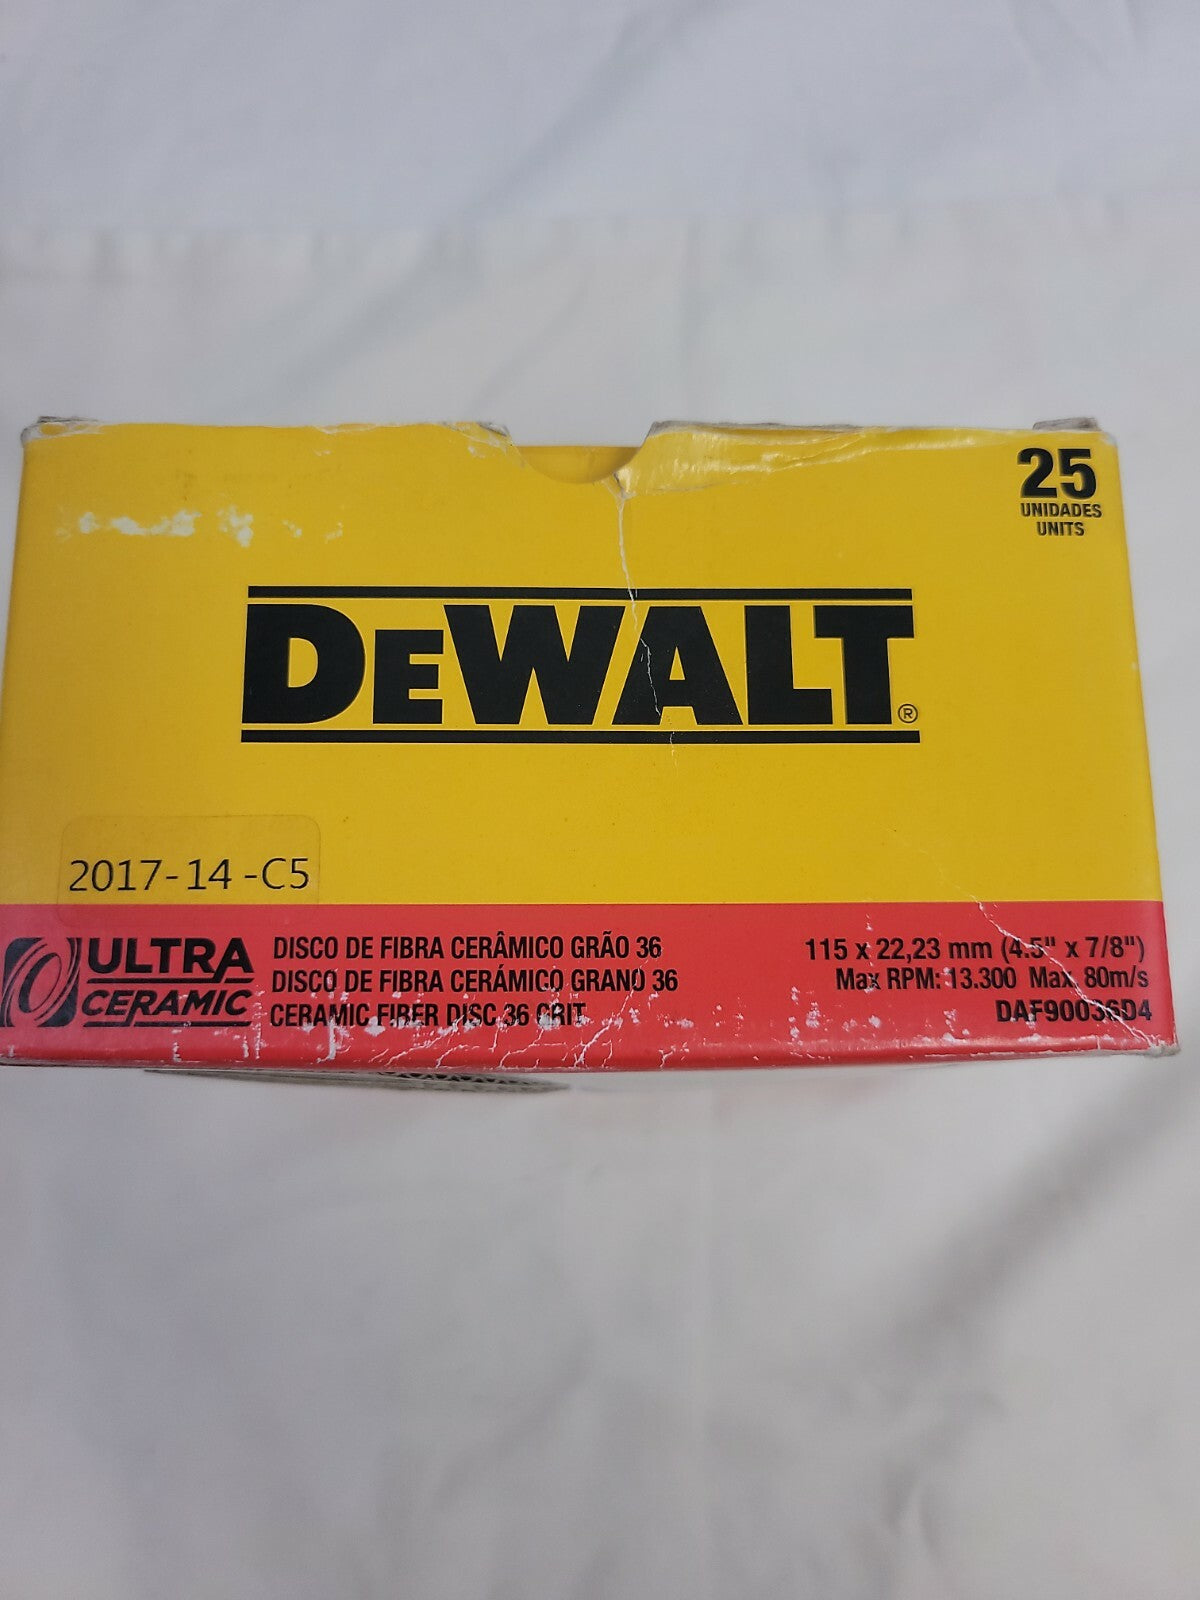 25
UNIDADES
UNITS
DeWALT®
2017-14-C5
ULTRA
CERAMIC
DISCO DE FIBRA CERÂMICO GRÃO 36
DISCO DE FIBRA CERÁMICO GRANO 36
CERAMIC FIBER DISC 36 GRIT
115 x 22,23 mm (4.5" x 7/8")
Max RPM: 13.300 Max. 80m/s
DAF90036D4